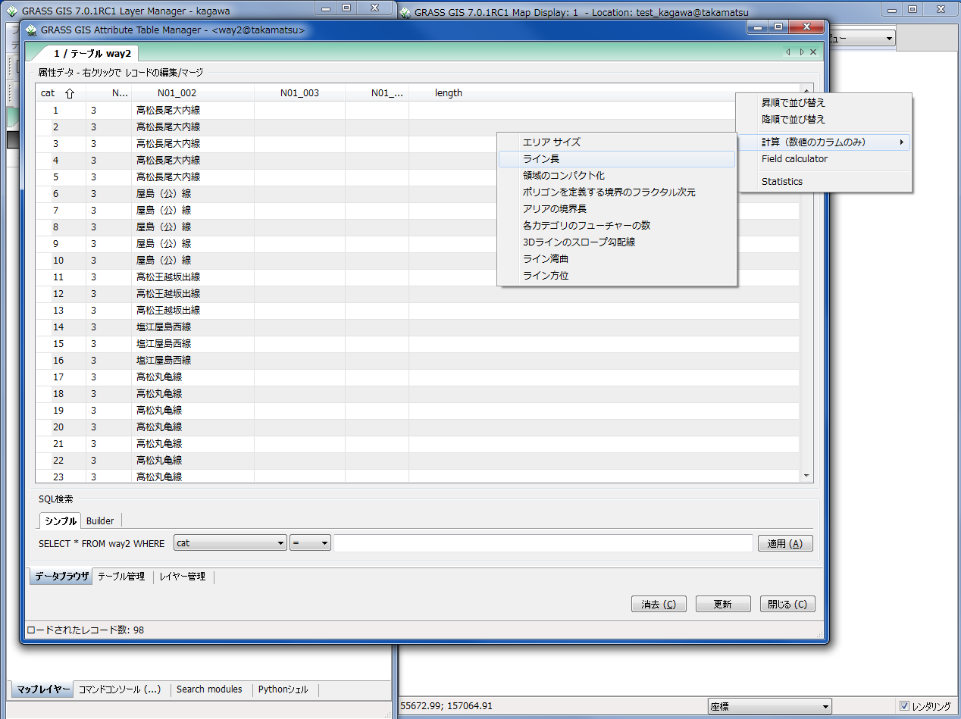 GRASS GIS 7.0.1RC1 Layer Manager - kagawa
GRASS GIS 7.0.1RC1 Map Display: 1 - Location: test_kagawa@takamatsu
GRASS GIS Attribute Table Manager - <way2@takamatsu>
ュー
1 / テーブル way2
属性データ - 右クリックで レコードの編集/マージ
cat N... N01_002 N01_003 N01_... length
1 3 高松長尾大内線
2 3 高松長尾大内線
3 3 高松長尾大内線
4 3 高松長尾大内線
5 3 高松長尾大内線
6 3 屋島（公）線
7 3 屋島（公）線
8 3 屋島（公）線
9 3 屋島（公）線
10 3 屋島（公）線
11 3 高松王越坂出線
12 3 高松王越坂出線
13 3 高松王越坂出線
14 3 塩江屋島西線
15 3 塩江屋島西線
16 3 塩江屋島西線
17 3 高松丸亀線
18 3 高松丸亀線
19 3 高松丸亀線
20 3 高松丸亀線
21 3 高松丸亀線
22 3 高松丸亀線
23 3 高松丸亀線
昇順で並び替え
降順で並び替え
計算（数値のカラムのみ）
Field calculator
Statistics
エリア サイズ
ライン長
領域のコンパクト化
ポリゴンを定義する境界のフラクタル次元
アリアの境界長
各カテゴリのフューチャーの数
3Dラインのスロープ勾配線
ライン湾曲
ライン方位
SQL検索
シンプル Builder
SELECT * FROM way2 WHERE cat = 適用 (A)
データブラウザ テーブル管理 レイヤー管理
消去 (C) 更新 閉じる (C)
ロードされたレコード数: 98
マップレイヤー コマンドコンソール (...) Search modules Pythonシェル
55672.99; 157064.91 座標 レンダリング